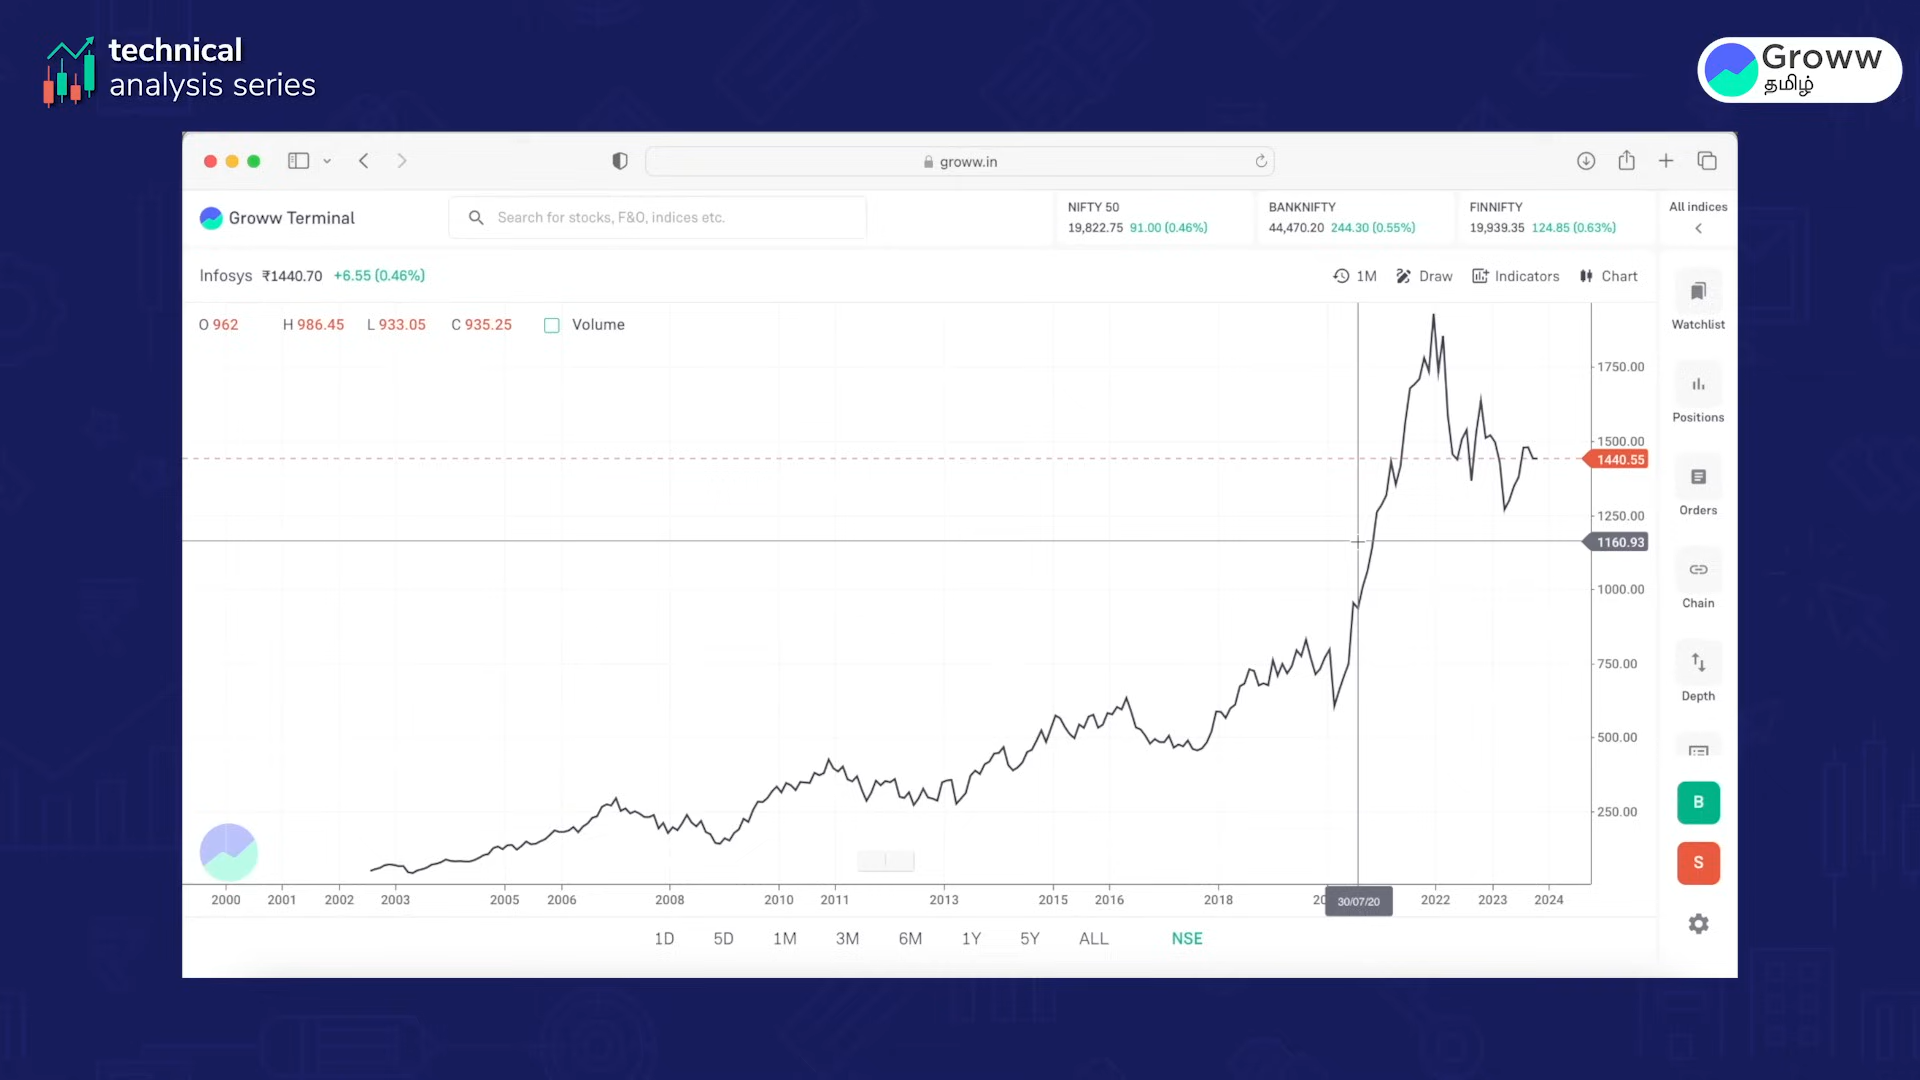 technical
analysis series
Groww
தமிழ்
groww.in
Groww Terminal
Search for stocks, F&O, indices etc.
NIFTY 50
19,822.75 91.00 (0.46%)
BANKNIFTY
44,470.20 244.30 (0.55%)
FINNIFTY
19,939.35 124.85 (0.63%)
All indices
Infosys ₹1440.70 +6.55 (0.46%)
1M Draw Indicators Chart
O 962 H 986.45 L 933.05 C 935.25 Volume
1750.00
1500.00
1440.55
1250.00
1160.93
1000.00
750.00
500.00
250.00
Watchlist
Positions
Orders
Chain
Depth
B
S
2000 2001 2002 2003 2005 2006 2008 2010 2011 2013 2015 2016 2018 30/07/20 2022 2023 2024
1D 5D 1M 3M 6M 1Y 5Y ALL NSE